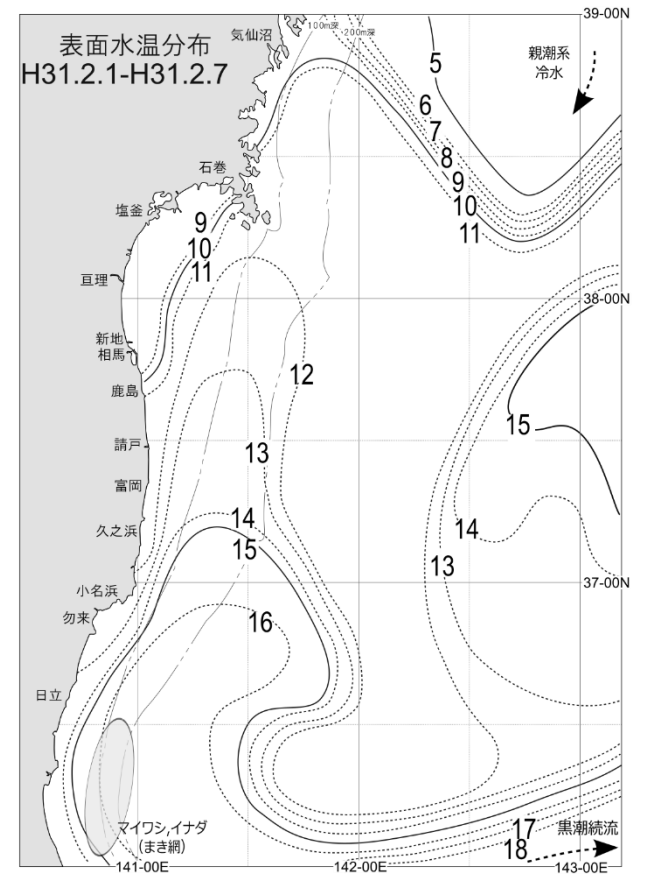 表面水温分布
H31.2.1-H31.2.7
気仙沼
100m深
200m深
39-00N
親潮系
冷水
5
6
7
8
9
10
11
石巻
塩釜
9
10
11
亘理
38-00N
新地
相馬
鹿島
12
15
請戸
13
富岡
14
15
14
久之浜
13
37-00N
小名浜
勿来
16
日立
マイワシ,イナダ
(まき網)
17
18
黒潮続流
141-00E
142-00E
143-00E